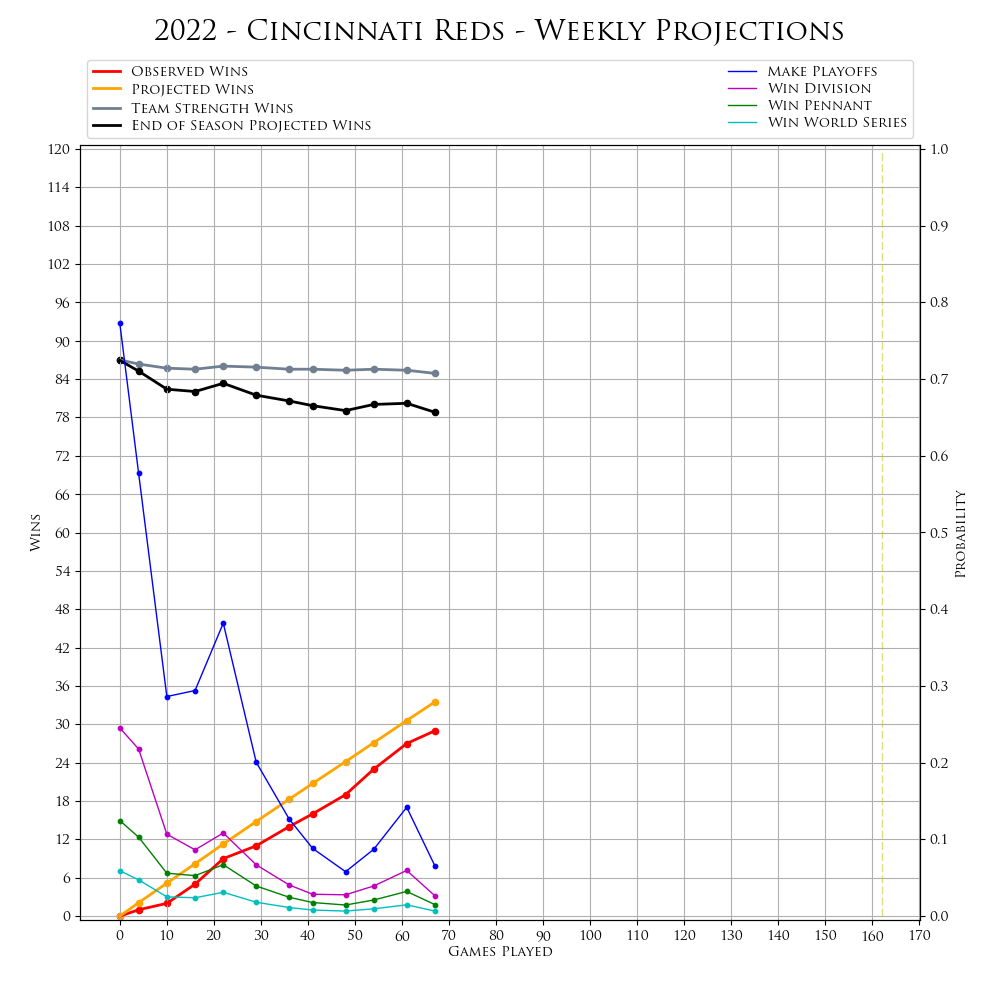 2022 - Cincinnati Reds - Weekly Projections
Observed Wins
Projected Wins
Team Strength Wins
End of Season Projected Wins
Make Playoffs
Win Division
Win Pennant
Win World Series
120
114
108
102
96
90
84
78
72
66
60
54
48
42
36
30
24
18
12
6
0
Wins
1.0
0.9
0.8
0.7
0.6
0.5
0.4
0.3
0.2
0.1
0.0
Probability
0 10 20 30 40 50 60 70 80 90 100 110 120 130 140 150 160 170
Games Played